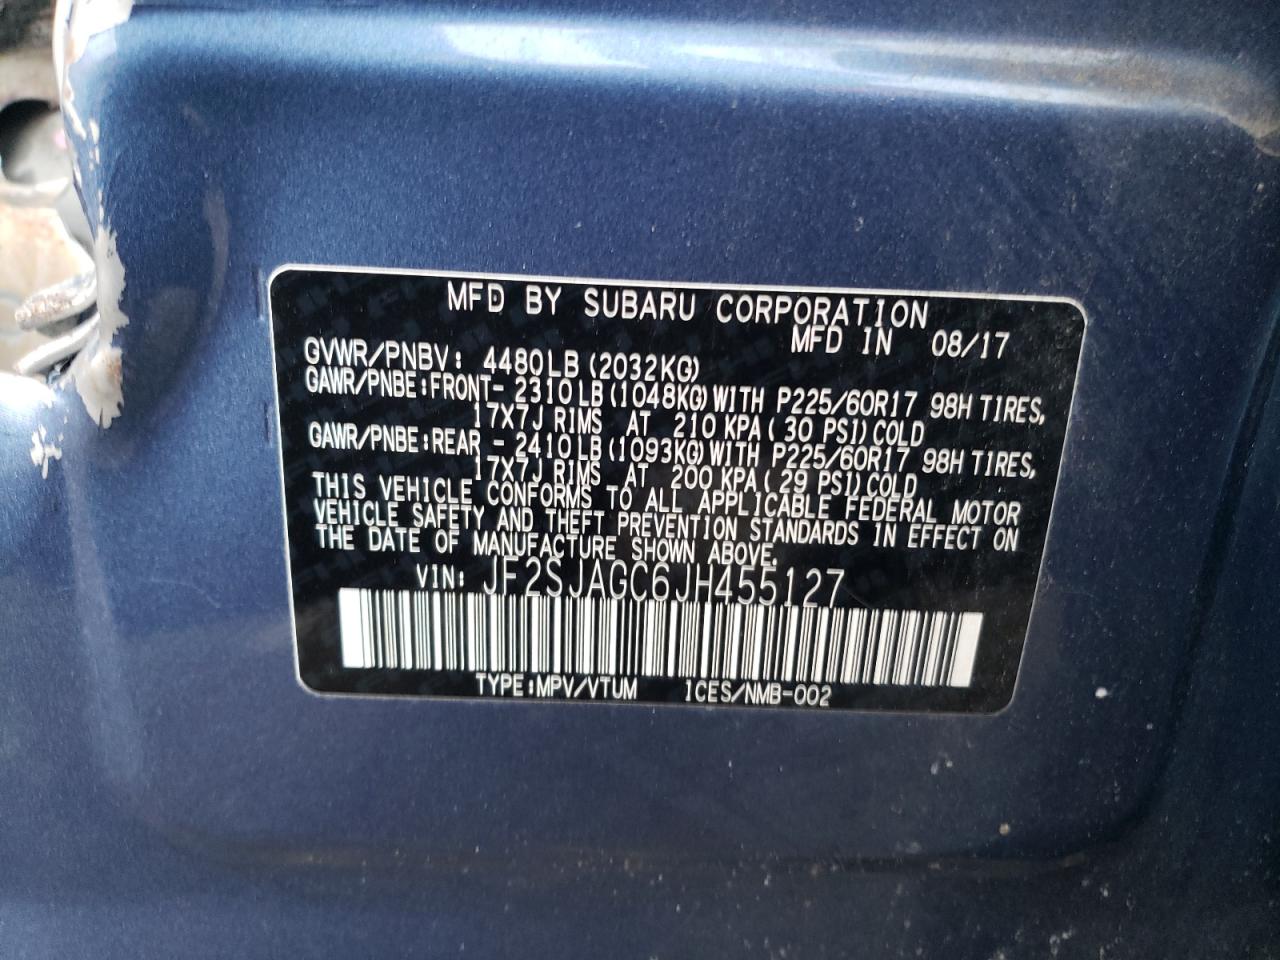 MFD BY SUBARU CORPORATION
MFD IN 08/17
GVWR/PNBV: 4480LB (2032KG)
GAWR/PNBE:FRONT- 2310LB(1048KG)WITH P225/60R17 98H TIRES,
17X7J RIMS AT 210 KPA( 30 PSI)COLD
GAWR/PNBE:REAR - 2410LB(1093KG)WITH P225/60R17 98H TIRES,
17X7J RIMS AT 200 KPA( 29 PSI)COLD
THIS VEHICLE CONFORMS TO ALL APPLICABLE FEDERAL MOTOR
VEHICLE SAFETY AND THEFT PREVENTION STANDARDS IN EFFECT ON
THE DATE OF MANUFACTURE SHOWN ABOVE.
VIN: JF2SJAGC6JH455127
TYPE:MPV/VTUM 1CES/NMB-002